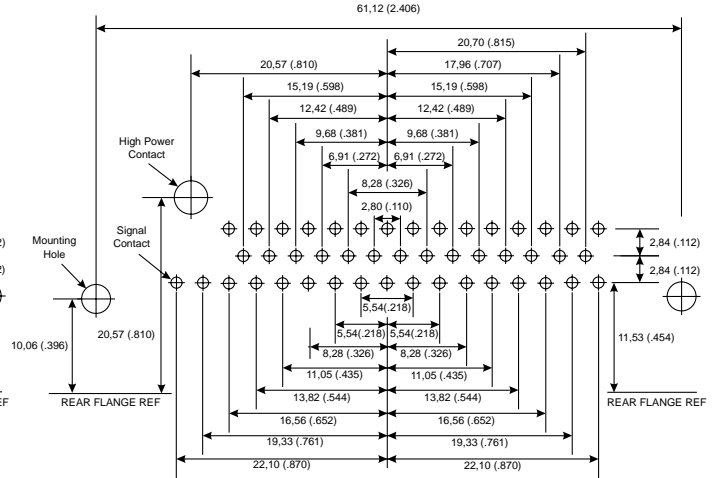 61,12 (2.406)
20,70 (.815)
20,57 (.810) 17,96 (.707)
15,19 (.598) 15,19 (.598)
12,42 (.489) 12,42 (.489)
9,68 (.381) 9,68 (.381)
6,91 (.272) 6,91 (.272)
8,28 (.326)
2,80 (.110)
High Power
Contact
Signal
Contact
Mounting
Hole
2,84 (.112)
2,84 (.112)
5,54(.218)
5,54(.218) 5,54(.218)
8,28 (.326) 8,28 (.326)
11,05 (.435) 11,05 (.435)
13,82 (.544) 13,82 (.544)
16,56 (.652) 16,56 (.652)
19,33 (.761) 19,33 (.761)
22,10 (.870) 22,10 (.870)
10,06 (.396)
20,57 (.810)
11,53 (.454)
REAR FLANGE REF
REAR FLANGE REF